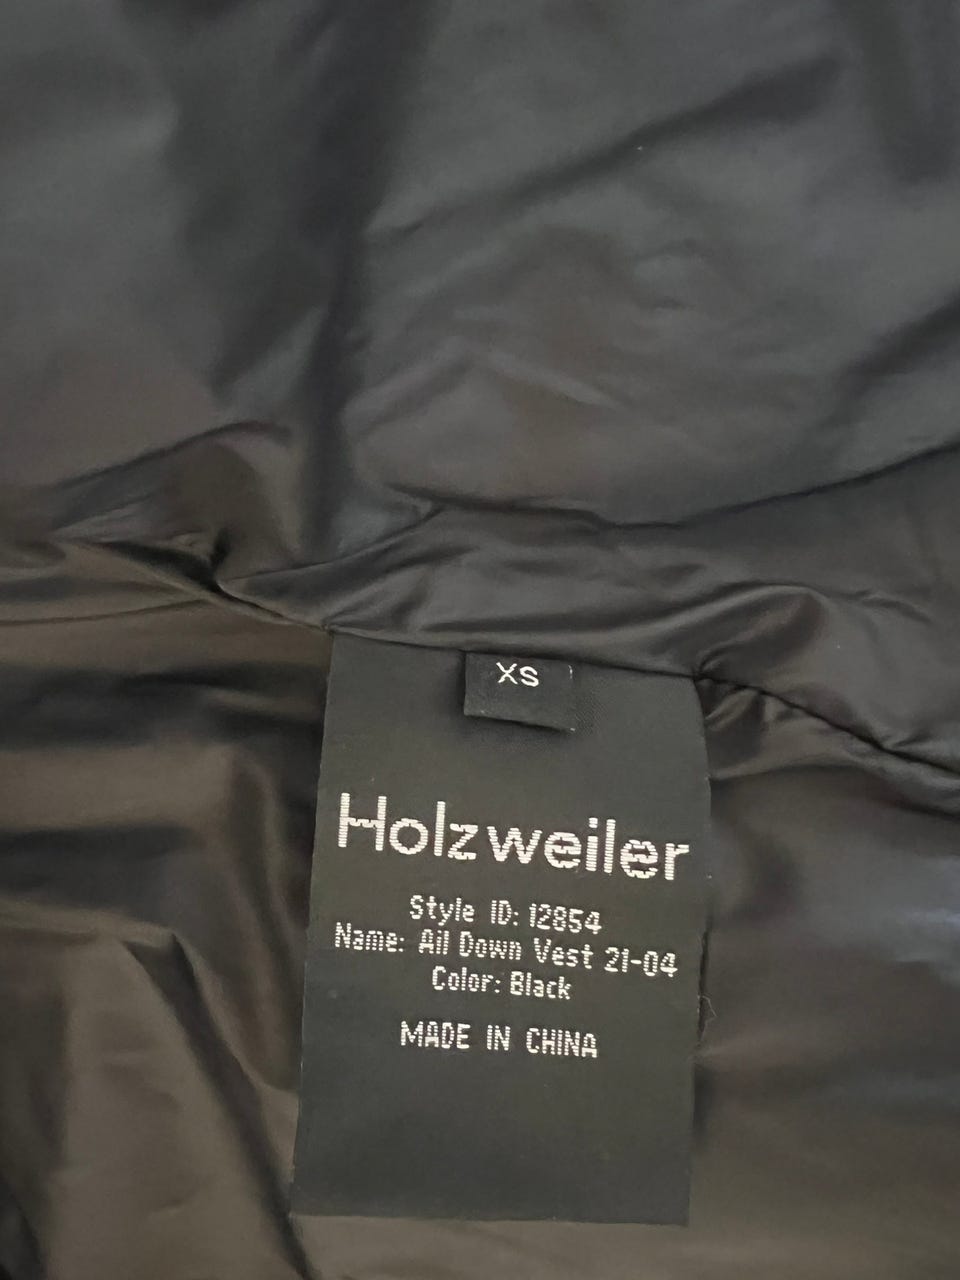 XS
Holzweiler
Style ID: 12854
Name: Ail Down Vest 21-04
Color: Black
MADE IN CHINA